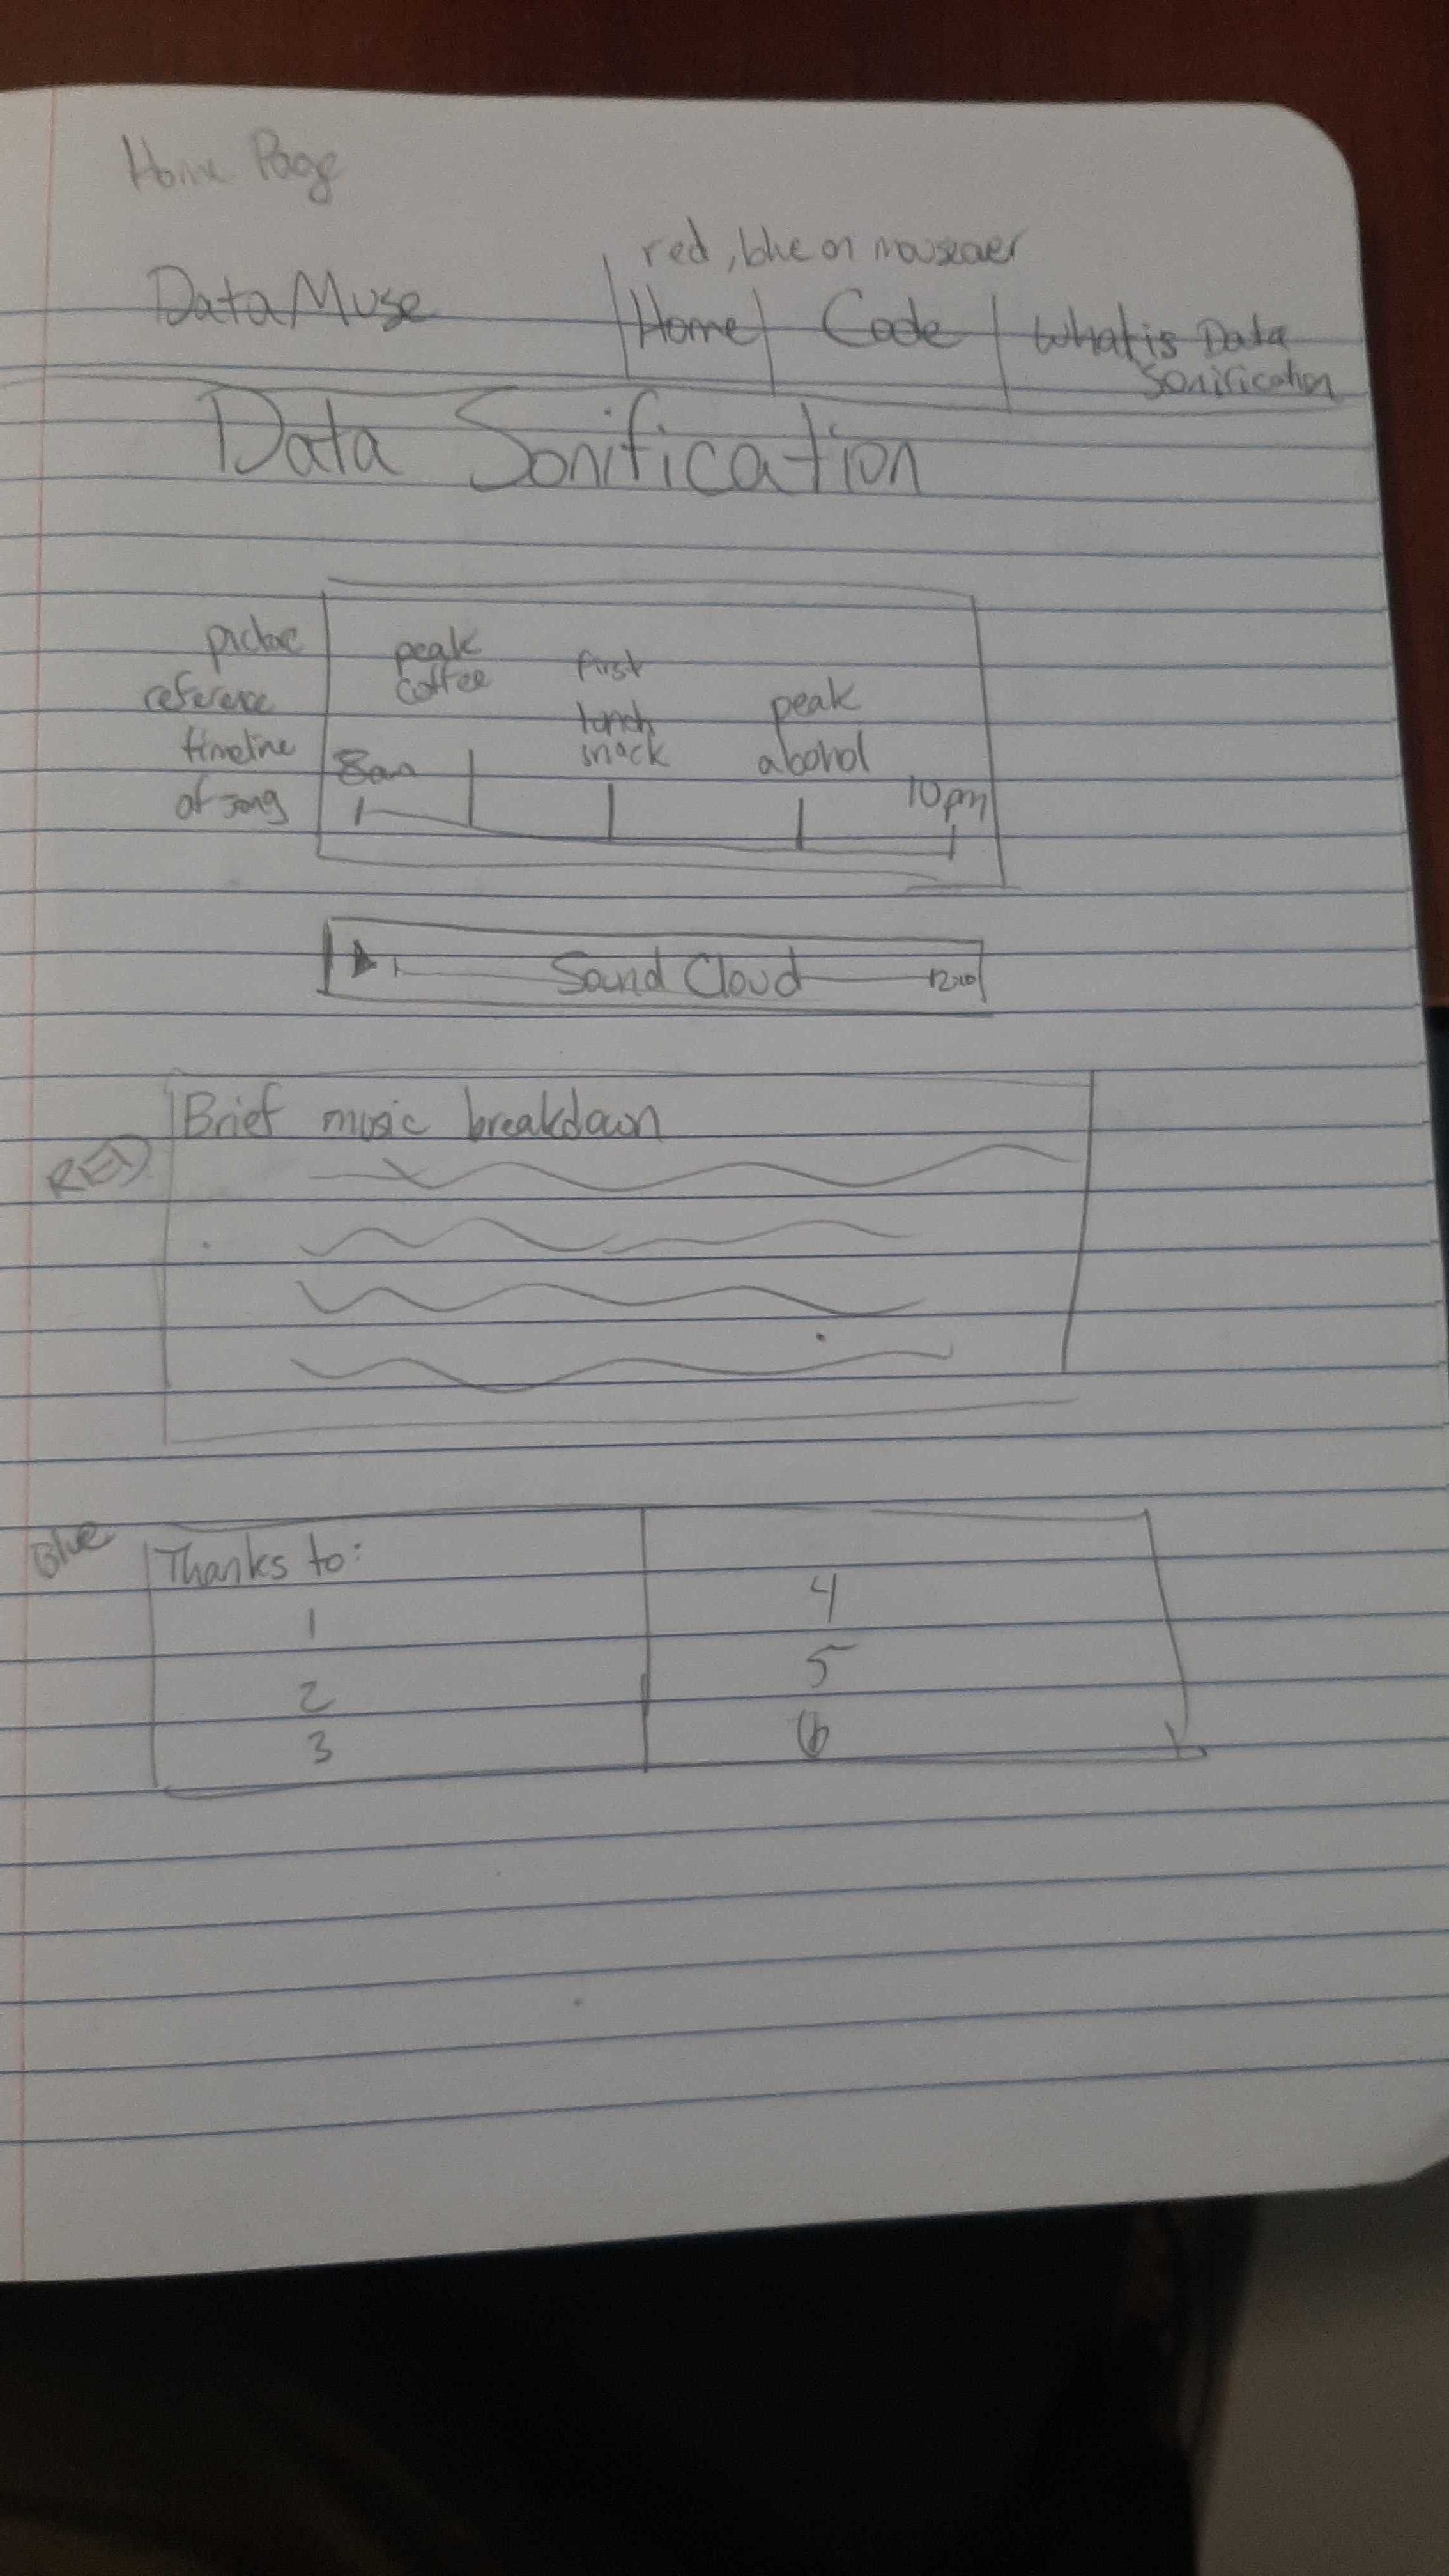 Home Page
red, blue on mouseover
DataMuse
Home
Code
What is Data
Sonification
Data Sonification
picture
reference
timeline
of song
peak
coffee
first
lunch
snack
peak
alcohol
8am
10pm
Sound Cloud
Brief music breakdown
RED
Blue
Thanks to:
1
2
3
4
5
6